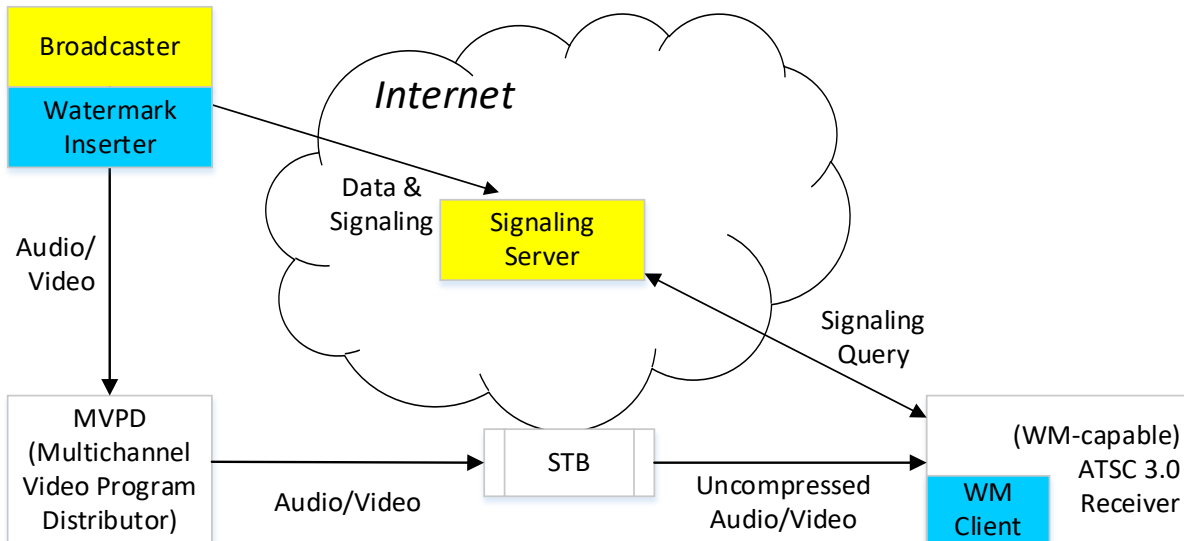 Broadcaster
Watermark
Inserter
Internet
Data &
Signaling
Signaling
Server
Audio/
Video
Signaling
Query
MVPD
(Multichannel
Video Program
Distributor)
Audio/Video
STB
Uncompressed
Audio/Video
(WM-capable)
ATSC 3.0
Receiver
WM
Client